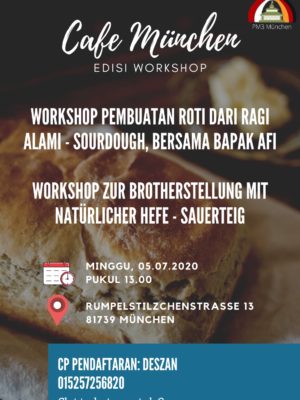 PM3 München
Cafe München
EDISI WORKSHOP
WORKSHOP PEMBUATAN ROTI DARI RAGI
ALAMI - SOURDOUGH, BERSAMA BAPAK AFI
WORKSHOP ZUR BROTHERSTELLUNG MIT
NATÜRLICHER HEFE - SAUERTEIG
MINGGU, 05.07.2020
PUKUL 13.00
RUMPELSTILZCHENSTRASSE 13
81739 MÜNCHEN
CP PENDAFTARAN: DESZAN
015257256820